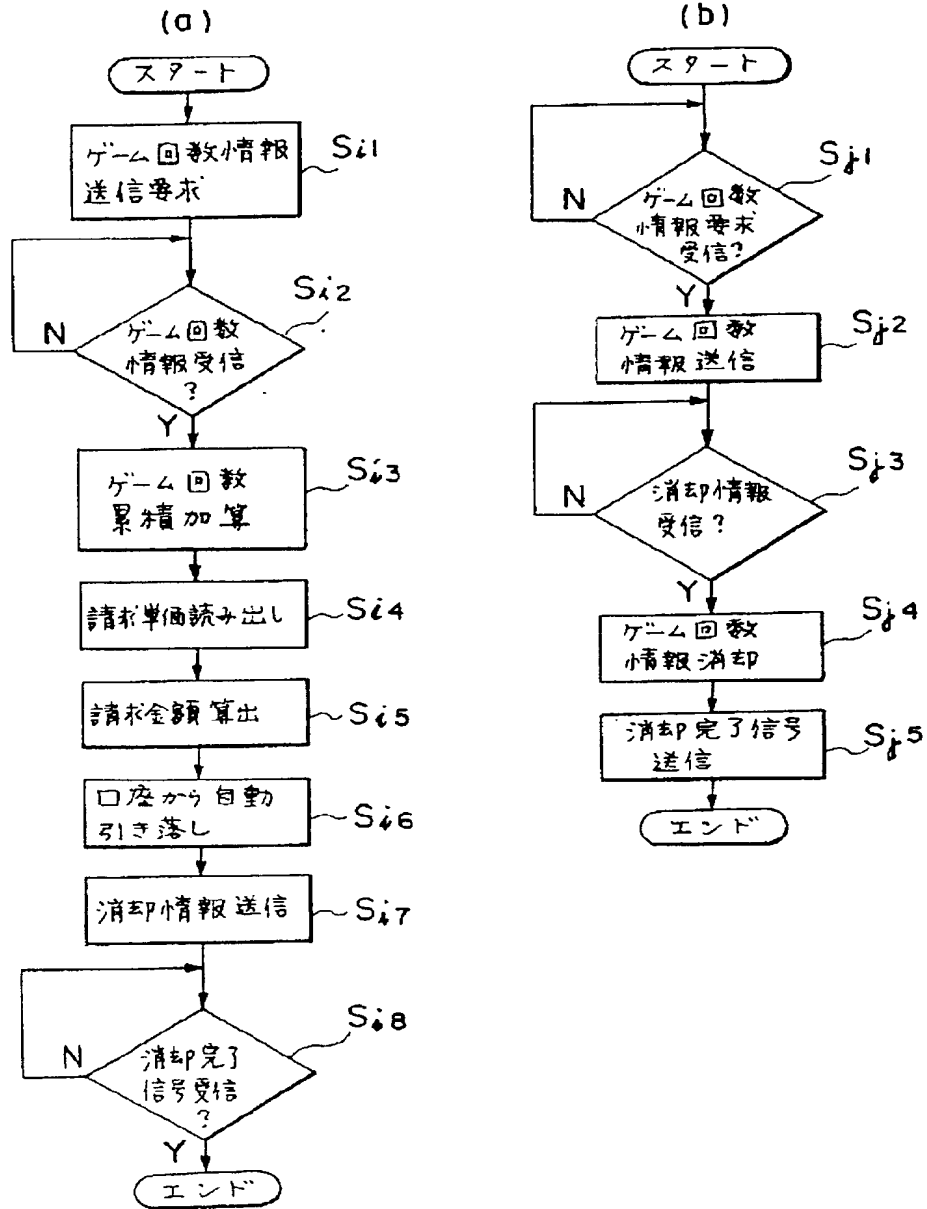 (a)
スタート
ゲーム回数情報
送信要求
Si1
N
ゲーム回数
情報受信
?
Si2
Y
ゲーム回数
累積加算
Si3
請求単価読み出し
Si4
請求金額算出
Si5
口座から自動
引き落し
Si6
消却情報送信
Si7
N
消却完了
信号受信
?
Si8
Y
エンド
(b)
スタート
N
ゲーム回数
情報要求
受信?
Sj1
Y
ゲーム回数
情報送信
Sj2
N
消却情報
受信?
Sj3
Y
ゲーム回数
情報消却
Sj4
消却完了信号
送信
Sj5
エンド